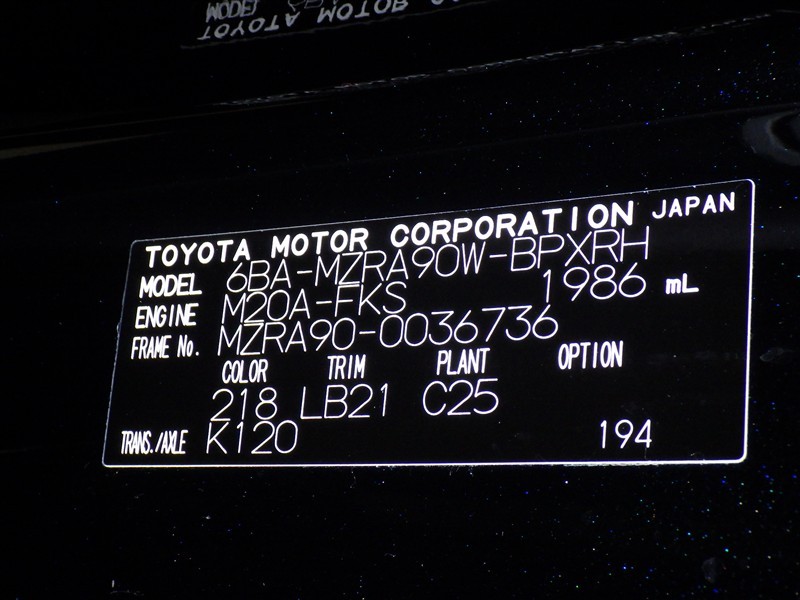 TOYOTA MOTOR CORPORATION JAPAN
MODEL 6BA-MZRA90W-BPXRH
ENGINE M20A-FKS 1986 mL
FRAME No. MZRA90-0036736
COLOR TRIM PLANT OPTION
218 LB21 C25
TRANS./AXLE K120 194